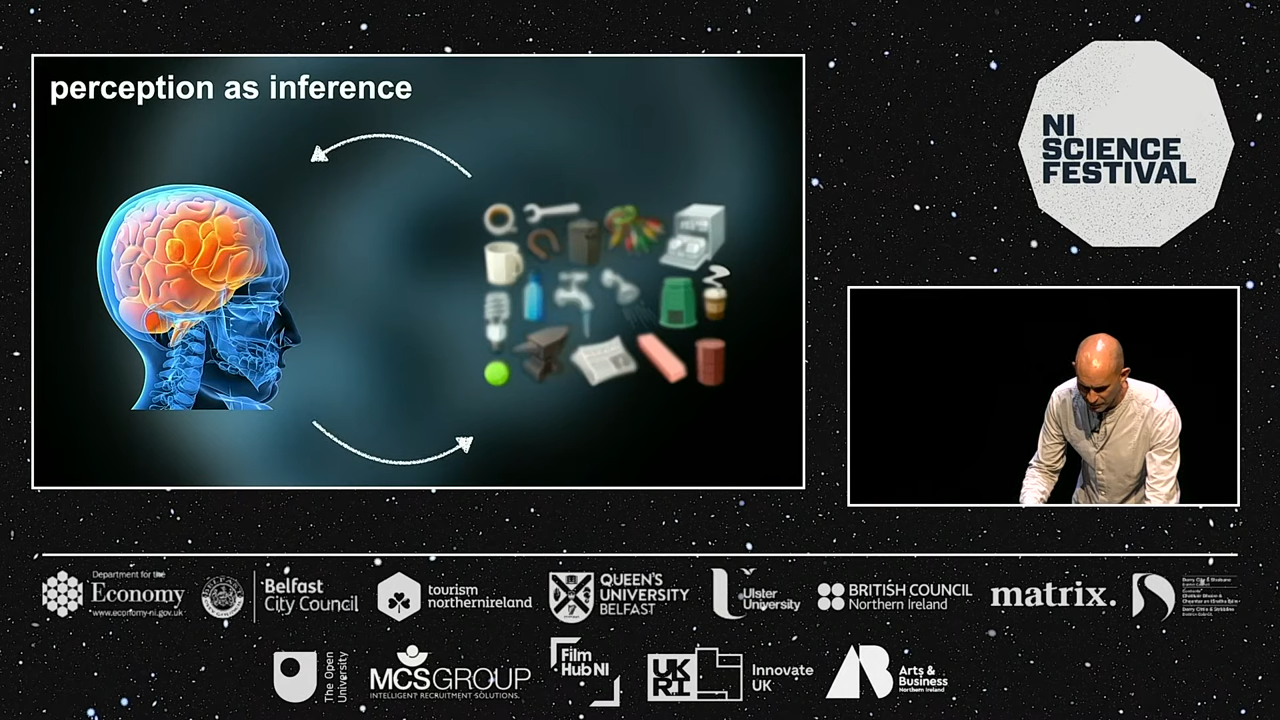 perception as inference
NI
SCIENCE
FESTIVAL
Department for the
Economy
www.economy-ni.gov.uk
Belfast
City Council
tourism
northernireland
QUEEN'S
UNIVERSITY
BELFAST
Ulster
University
BRITISH COUNCIL
Northern Ireland
matrix.
The Open
University
MCSGROUP
INTELLIGENT RECRUITMENT SOLUTIONS.
Film
Hub NI
UK
RI
Innovate
UK
Arts &
Business
Northern Ireland